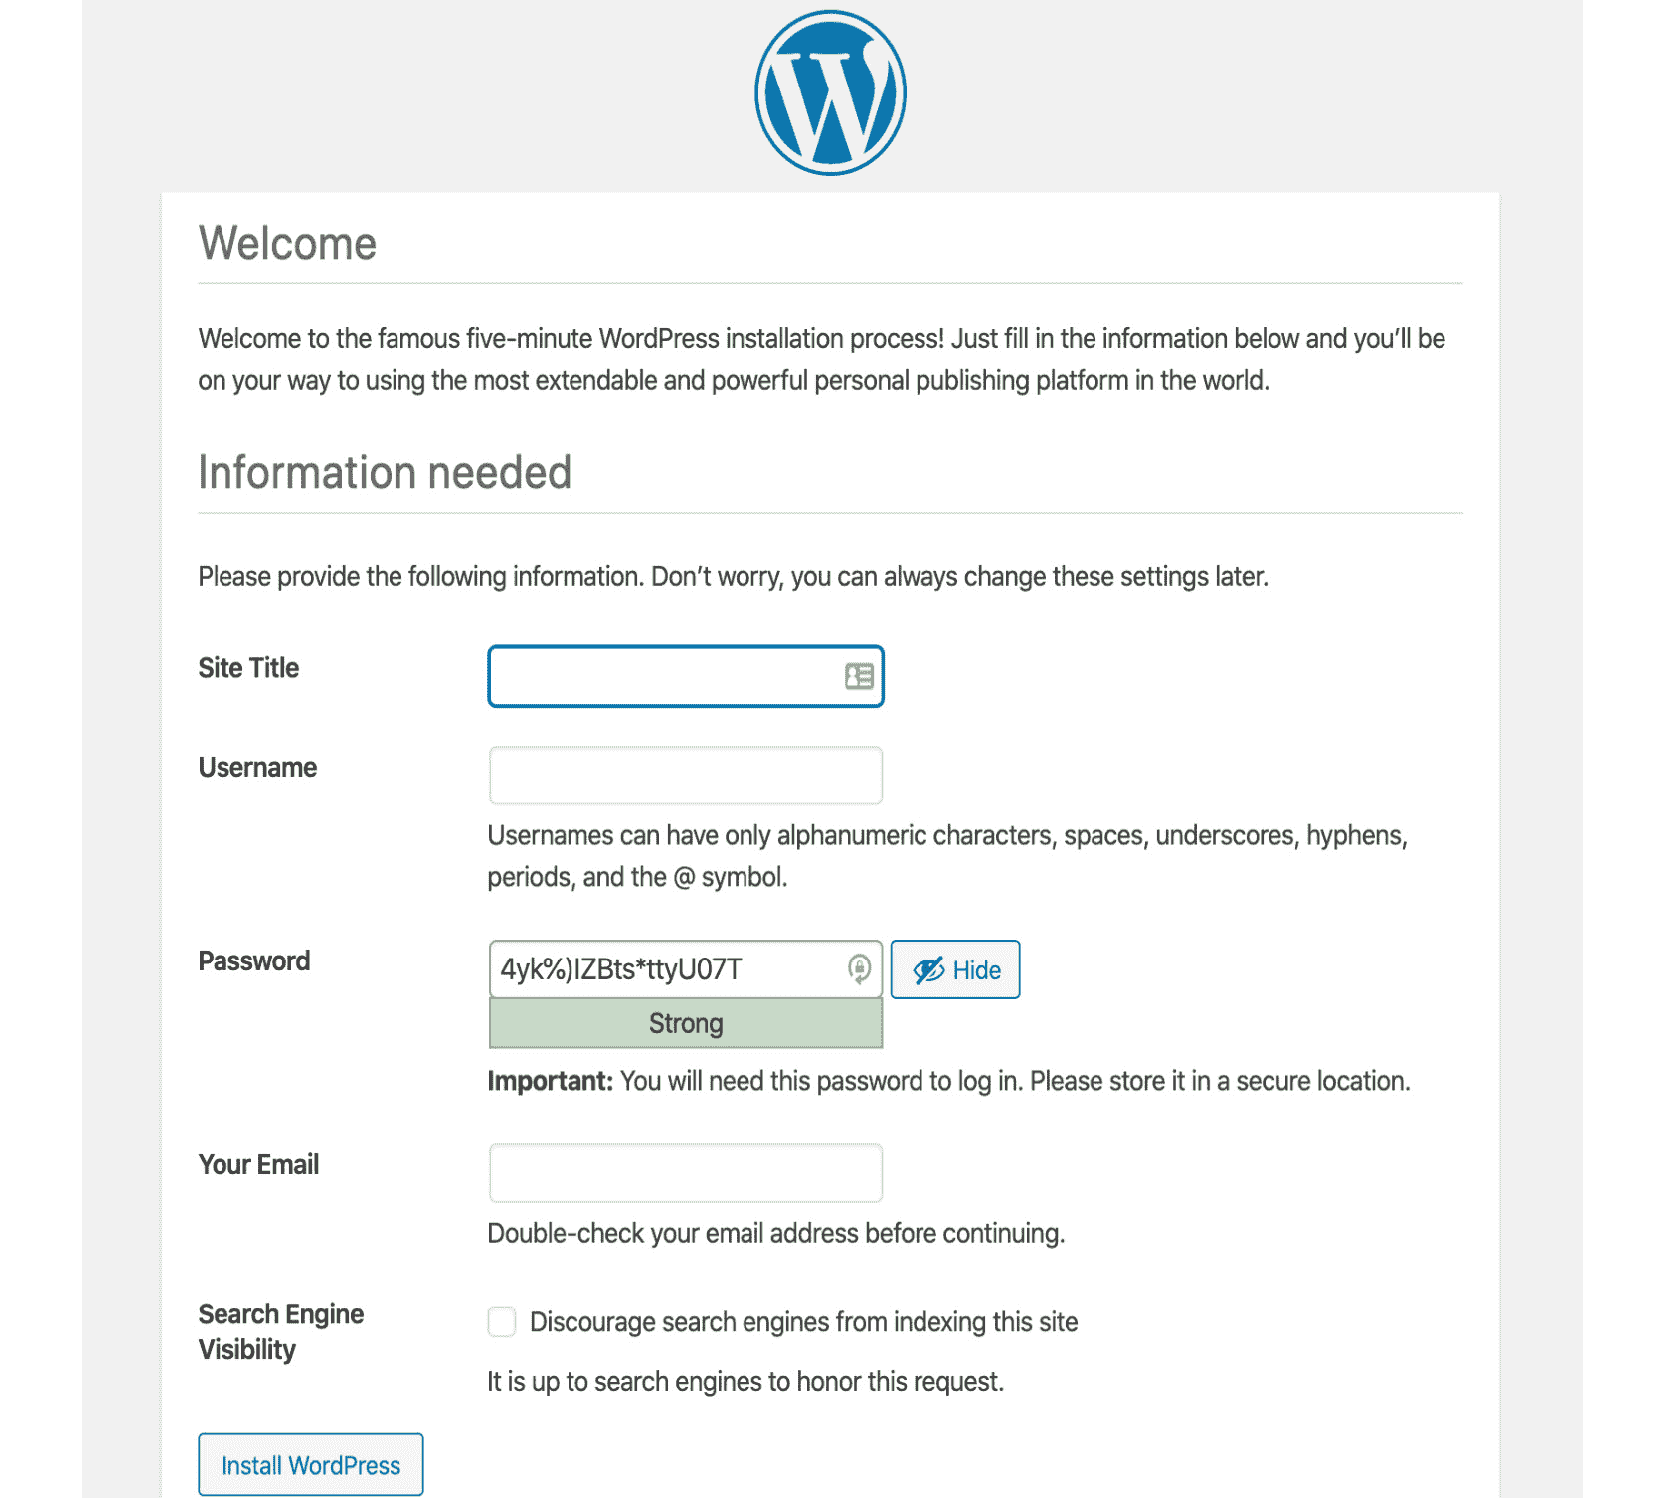 W
Welcome
Welcome to the famous five-minute WordPress installation process! Just fill in the information below and you’ll be
on your way to using the most extendable and powerful personal publishing platform in the world.
Information needed
Please provide the following information. Don’t worry, you can always change these settings later.
Site Title
Username
Usernames can have only alphanumeric characters, spaces, underscores, hyphens,
periods, and the @ symbol.
Password
4yk%)IZBts*ttyU07T
Hide
Strong
Important: You will need this password to log in. Please store it in a secure location.
Your Email
Double-check your email address before continuing.
Search Engine
Visibility
Discourage search engines from indexing this site
It is up to search engines to honor this request.
Install WordPress